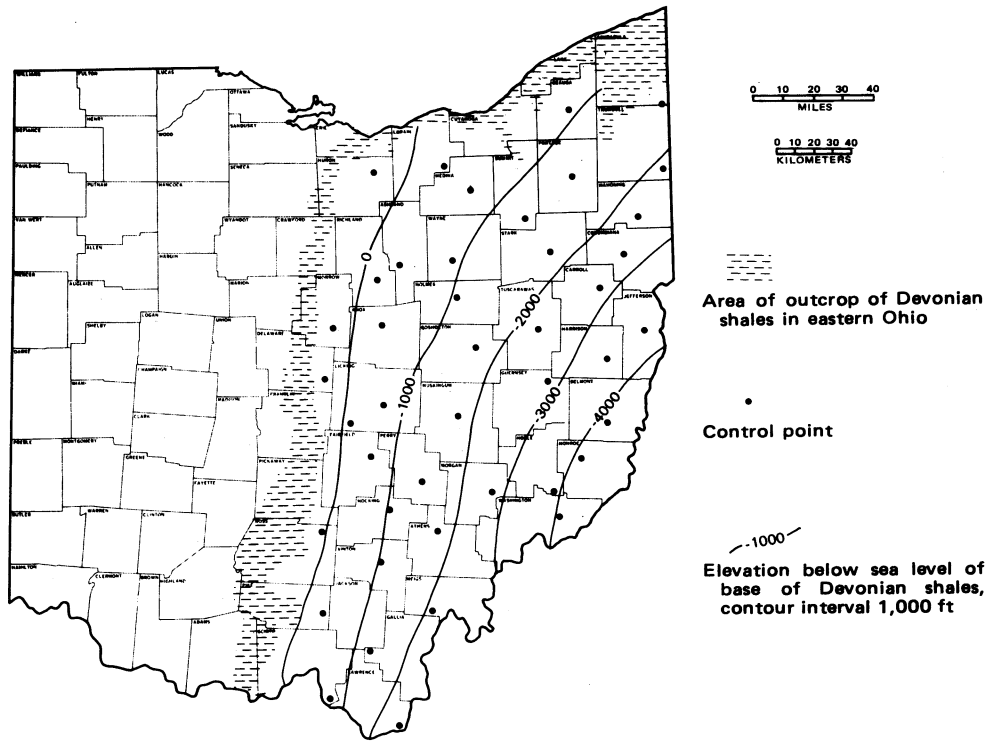 WILLIAMS
FULTON
LUCAS
OTTAWA
HENRY
WOOD
SANDUSKY
DEFIANCE
PAULDING
SENECA
HURON
LORAIN
MEDINA
SUMMIT
PORTAGE
TRUMBULL
GEAUGA
LAKE
MAHONING
PUTNAM
HANCOCK
VAN WERT
WYANDOT
CRAWFORD
RICHLAND
ASHLAND
WAYNE
STARK
COLUMBIANA
ALLEN
HARDIN
MERCER
AUGLAIZE
MARION
MORROW
KNOX
HOLMES
TUSCARAWAS
CARROLL
JEFFERSON
LOGAN
UNION
SHELBY
DELAWARE
COSHOCTON
HARRISON
DARKE
CHAMPAIGN
MIAMI
LICKING
MUSKINGUM
GUERNSEY
BELMONT
CLARK
MADISON
FRANKLIN
PREBLE
MONTGOMERY
GREENE
FAYETTE
PICKAWAY
FAIRFIELD
PERRY
MORGAN
NOBLE
MONROE
WASHINGTON
BUTLER
WARREN
CLINTON
ROSS
HOCKING
ATHENS
VINTON
HAMILTON
CLERMONT
BROWN
HIGHLAND
JACKSON
MEIGS
GALLIA
ADAMS
SCIOTO
LAWRENCE
0
-1000
-2000
-3000
-4000
0 10 20 30 40
MILES
0 10 20 30 40
KILOMETERS
Area of outcrop of Devonian
shales in eastern Ohio
Control point
-1000
Elevation below sea level of
base of Devonian shales,
contour interval 1,000 ft